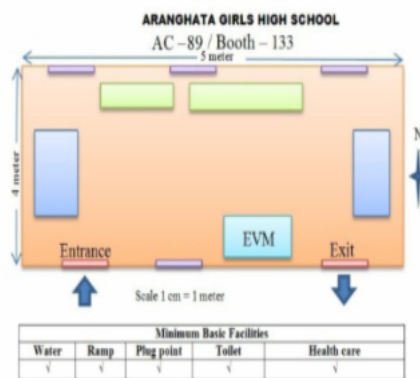 ARANGHATA GIRLS HIGH SCHOOL
AC –89 / Booth – 133
5 meter
4 meter
N
EVM
Entrance
Exit
Scale 1 cm = 1 meter
Minimum Basic Facilities
Water Ramp Plug point Toilet Health care
√ √ √ √ √